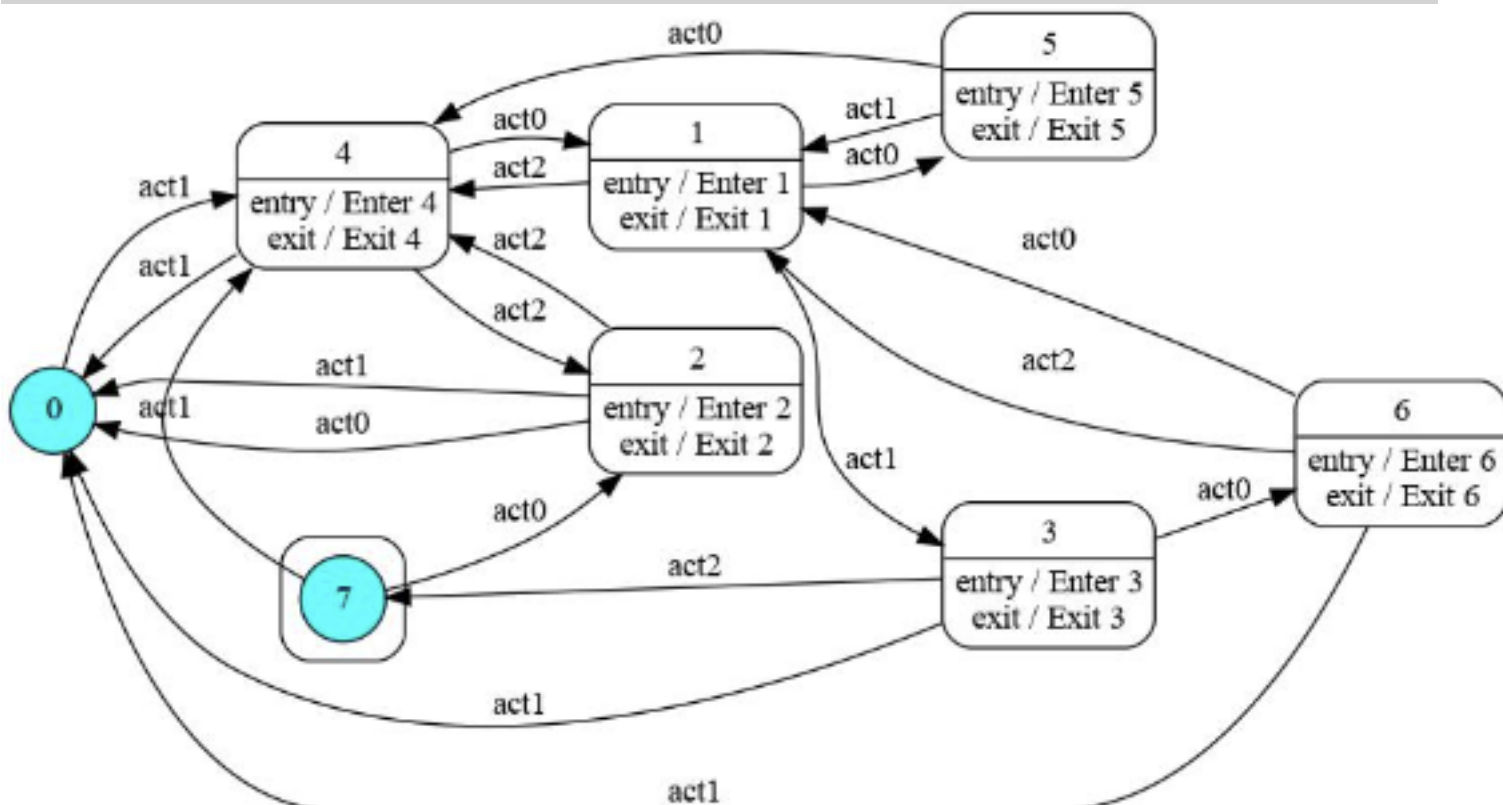 act0
5
entry / Enter 5
exit / Exit 5
act1
act0
act0
1
entry / Enter 1
exit / Exit 1
act2
4
entry / Enter 4
exit / Exit 4
act1
act1
act2
act2
act0
act2
2
entry / Enter 2
exit / Exit 2
act1
act0
0
act1
6
entry / Enter 6
exit / Exit 6
act1
act0
act0
3
entry / Enter 3
exit / Exit 3
act2
7
act1
act1